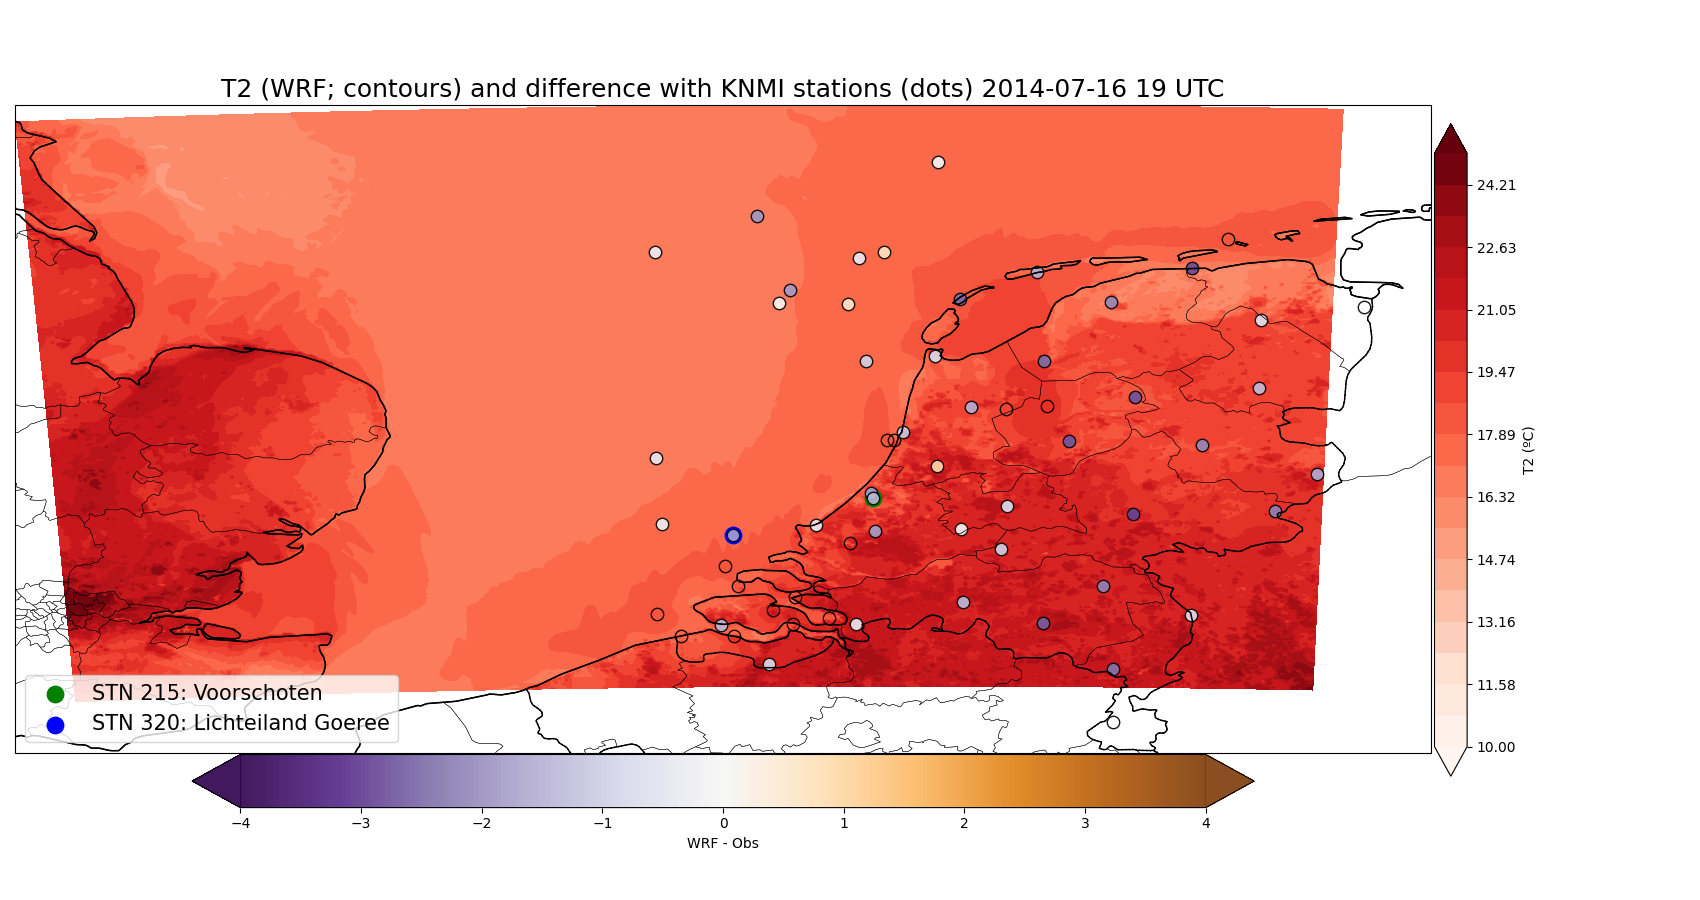 T2 (WRF; contours) and difference with KNMI stations (dots) 2014-07-16 19 UTC
24.21
22.63
21.05
19.47
17.89
16.32
14.74
13.16
11.58
10.00
T2 (ºC)
STN 215: Voorschoten
STN 320: Lichteiland Goeree
−4 −3 −2 −1 0 1 2 3 4
WRF - Obs